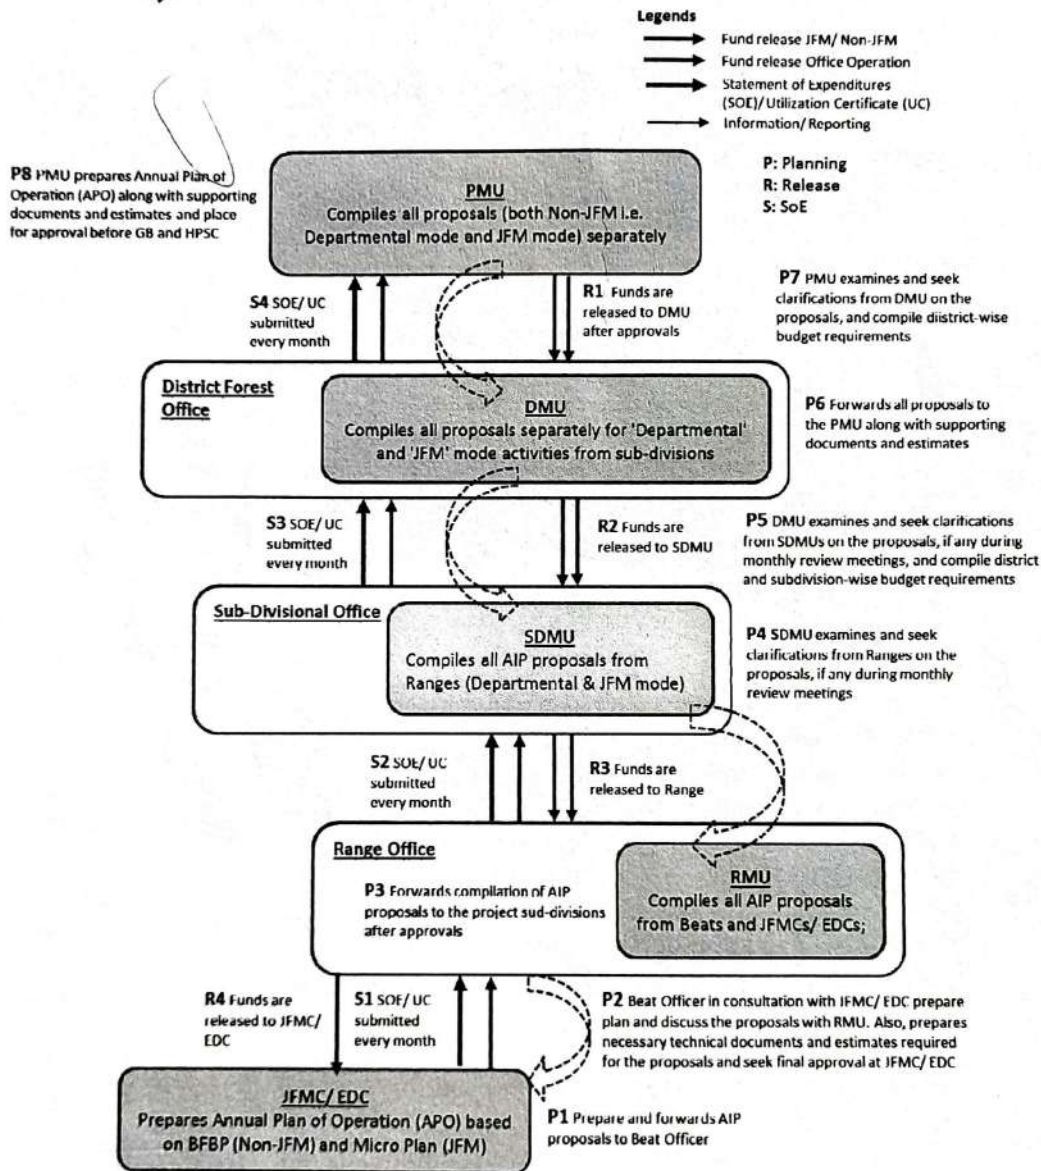 Legends
Fund release JFM/ Non-JFM
Fund release Office Operation
Statement of Expenditures
(SOE)/ Utilization Certificate (UC)
Information/ Reporting
P: Planning
R: Release
S: SoE
P8 PMU prepares Annual Plan of
Operation (APO) along with supporting
documents and estimates and place
for approval before GB and HPSC
PMU
Compiles all proposals (both Non-JFM i.e.
Departmental mode and JFM mode) separately
S4 SOE/ UC
submitted
every month
R1 Funds are
released to DMU
after approvals
P7 PMU examines and seek
clarifications from DMU on the
proposals, and compile diistrict-wise
budget requirements
District Forest
Office
DMU
Compiles all proposals separately for 'Departmental'
and 'JFM' mode activities from sub-divisions
P6 Forwards all proposals to
the PMU along with supporting
documents and estimates
S3 SOE/ UC
submitted
every month
R2 Funds are
released to SDMU
P5 DMU examines and seek clarifications
from SDMUs on the proposals, if any during
monthly review meetings, and compile district
and subdivision-wise budget requirements
Sub-Divisional Office
SDMU
Compiles all AIP proposals from
Ranges (Departmental & JFM mode)
P4 SDMU examines and seek
clarifications from Ranges on the
proposals, if any during monthly
review meetings
S2 SOE/ UC
submitted
every month
R3 Funds are
released to Range
Range Office
P3 Forwards compilation of AIP
proposals to the project sud-divisions
after approvals
RMU
Compiles all AIP proposals
from Beats and JFMCs/ EDCs;
R4 Funds are
released to JFMC/
EDC
S1 SOE/ UC
submitted
every month
P2 Beat Officer in consultation with JFMC/ EDC prepare
plan and discuss the proposals with RMU. Also, prepares
necessary technical documents and estimates required
for the proposals and seek final approval at JFMC/ EDC
JFMC/ EDC
Prepares Annual Plan of Operation (APO) based
on BFBP (Non-JFM) and Micro Plan (JFM)
P1 Prepare and forwards AIP
proposals to Beat Officer